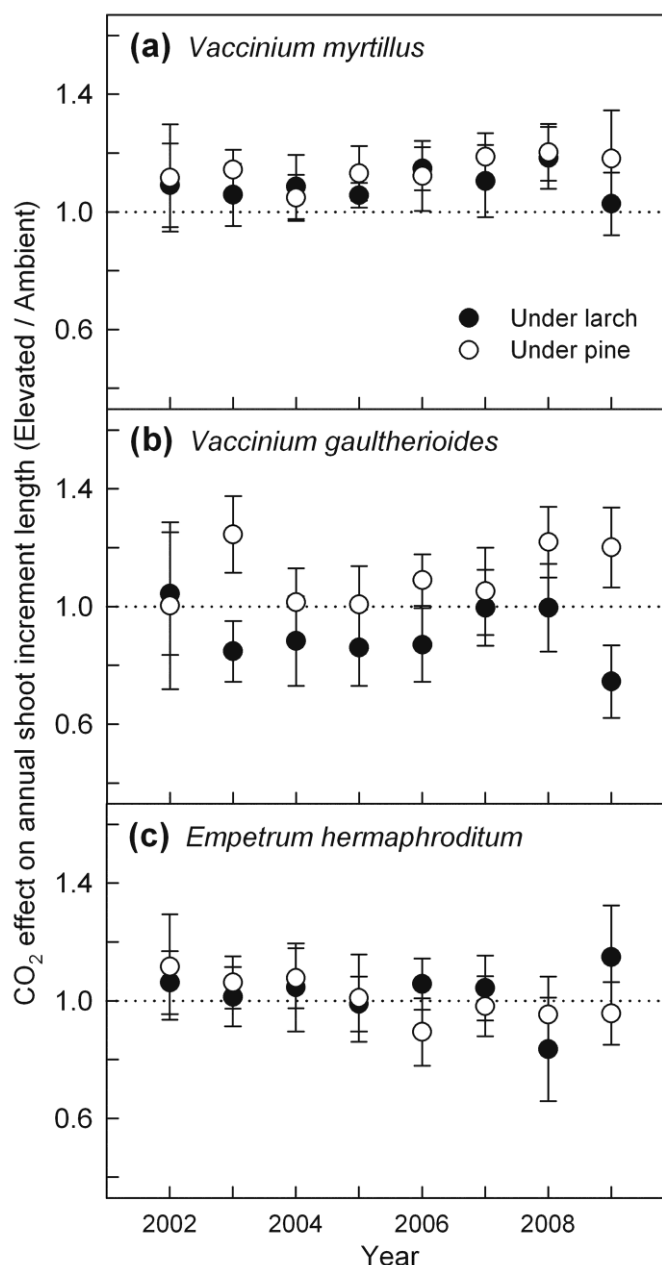 CO₂ effect on annual shoot increment length (Elevated / Ambient)
(a) Vaccinium myrtillus
1.4
1.0
0.6
Under larch
Under pine
(b) Vaccinium gaultherioides
1.4
1.0
0.6
(c) Empetrum hermaphroditum
1.4
1.0
0.6
2002 2004 2006 2008
Year